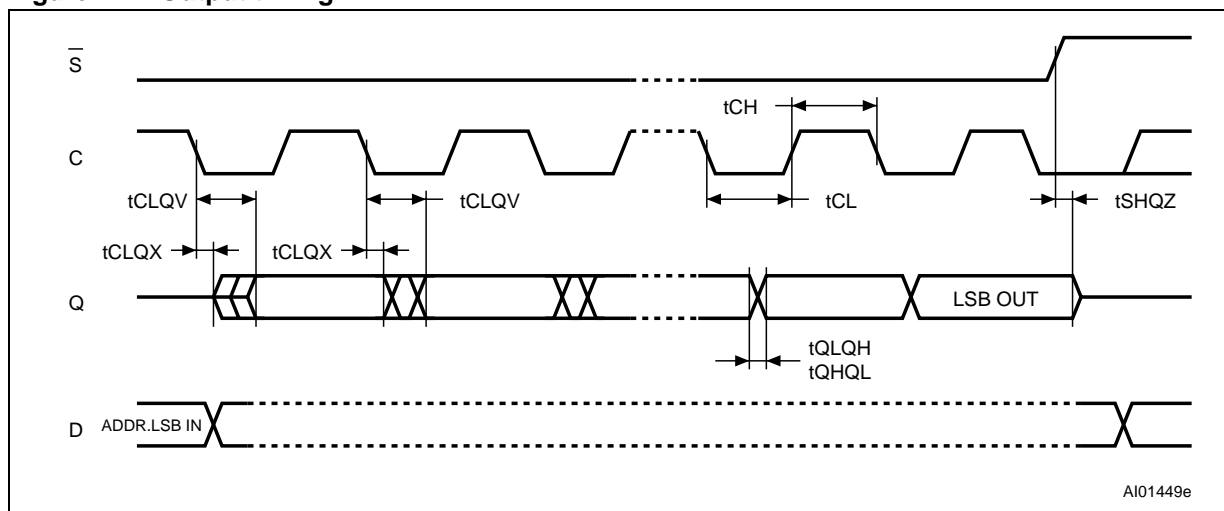 S
tCH
C
tCLQV
tCLQV
tCL
tSHQZ
tCLQX
tCLQX
Q
LSB OUT
tQLQH
tQHQL
D
ADDR.LSB IN
AI01449e